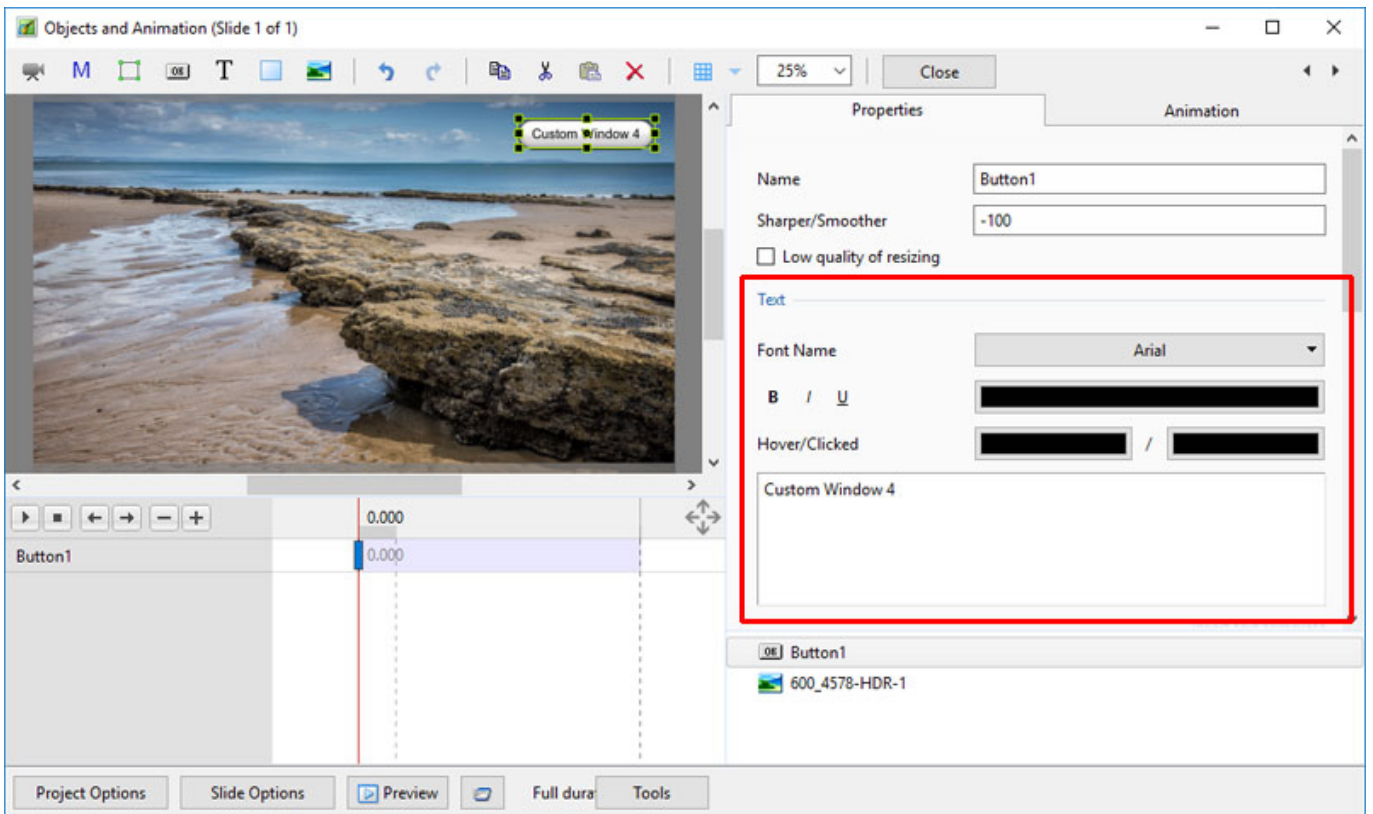 Objects and Animation (Slide 1 of 1)
M OK T 25% Close
Properties Animation
Custom Window 4
Name Button1
Sharper/Smoother -100
Low quality of resizing
Text
Font Name Arial
B I U
Hover/Clicked /
Custom Window 4
0.000
Button1 0.000
OK Button1
600_4578-HDR-1
Project Options Slide Options Preview Full dura Tools